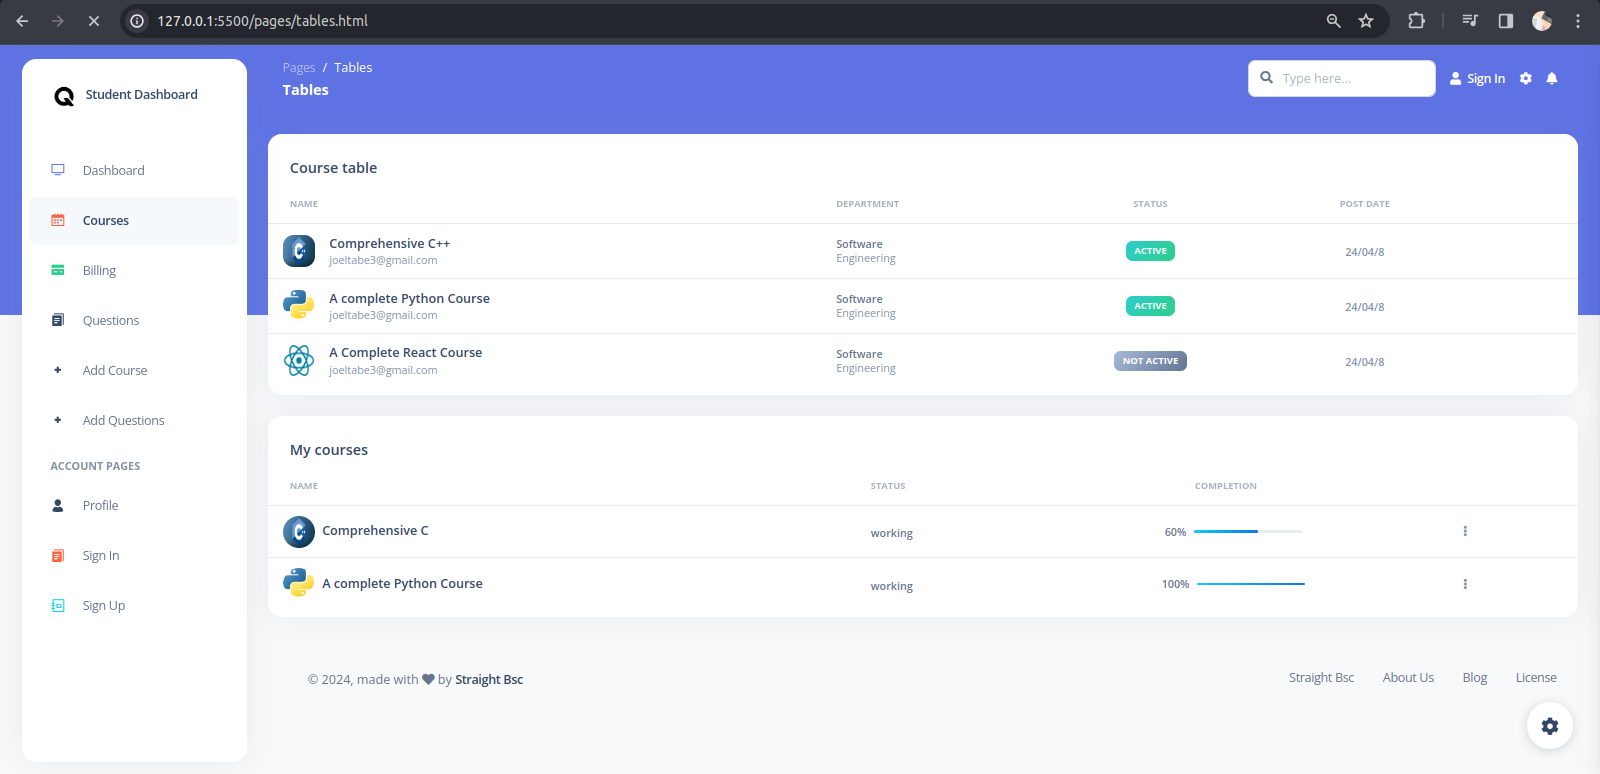 127.0.0.1:5500/pages/tables.html
Student Dashboard
Dashboard
Courses
Billing
Questions
Add Course
Add Questions
ACCOUNT PAGES
Profile
Sign In
Sign Up
Pages / Tables
Tables
Type here...
Sign In
Course table
NAME DEPARTMENT STATUS POST DATE
Comprehensive C++
joeltabe3@gmail.com
Software
Engineering
ACTIVE
24/04/8
A complete Python Course
joeltabe3@gmail.com
Software
Engineering
ACTIVE
24/04/8
A Complete React Course
joeltabe3@gmail.com
Software
Engineering
NOT ACTIVE
24/04/8
My courses
NAME STATUS COMPLETION
Comprehensive C working 60%
A complete Python Course working 100%
© 2024, made with by Straight Bsc
Straight Bsc About Us Blog License